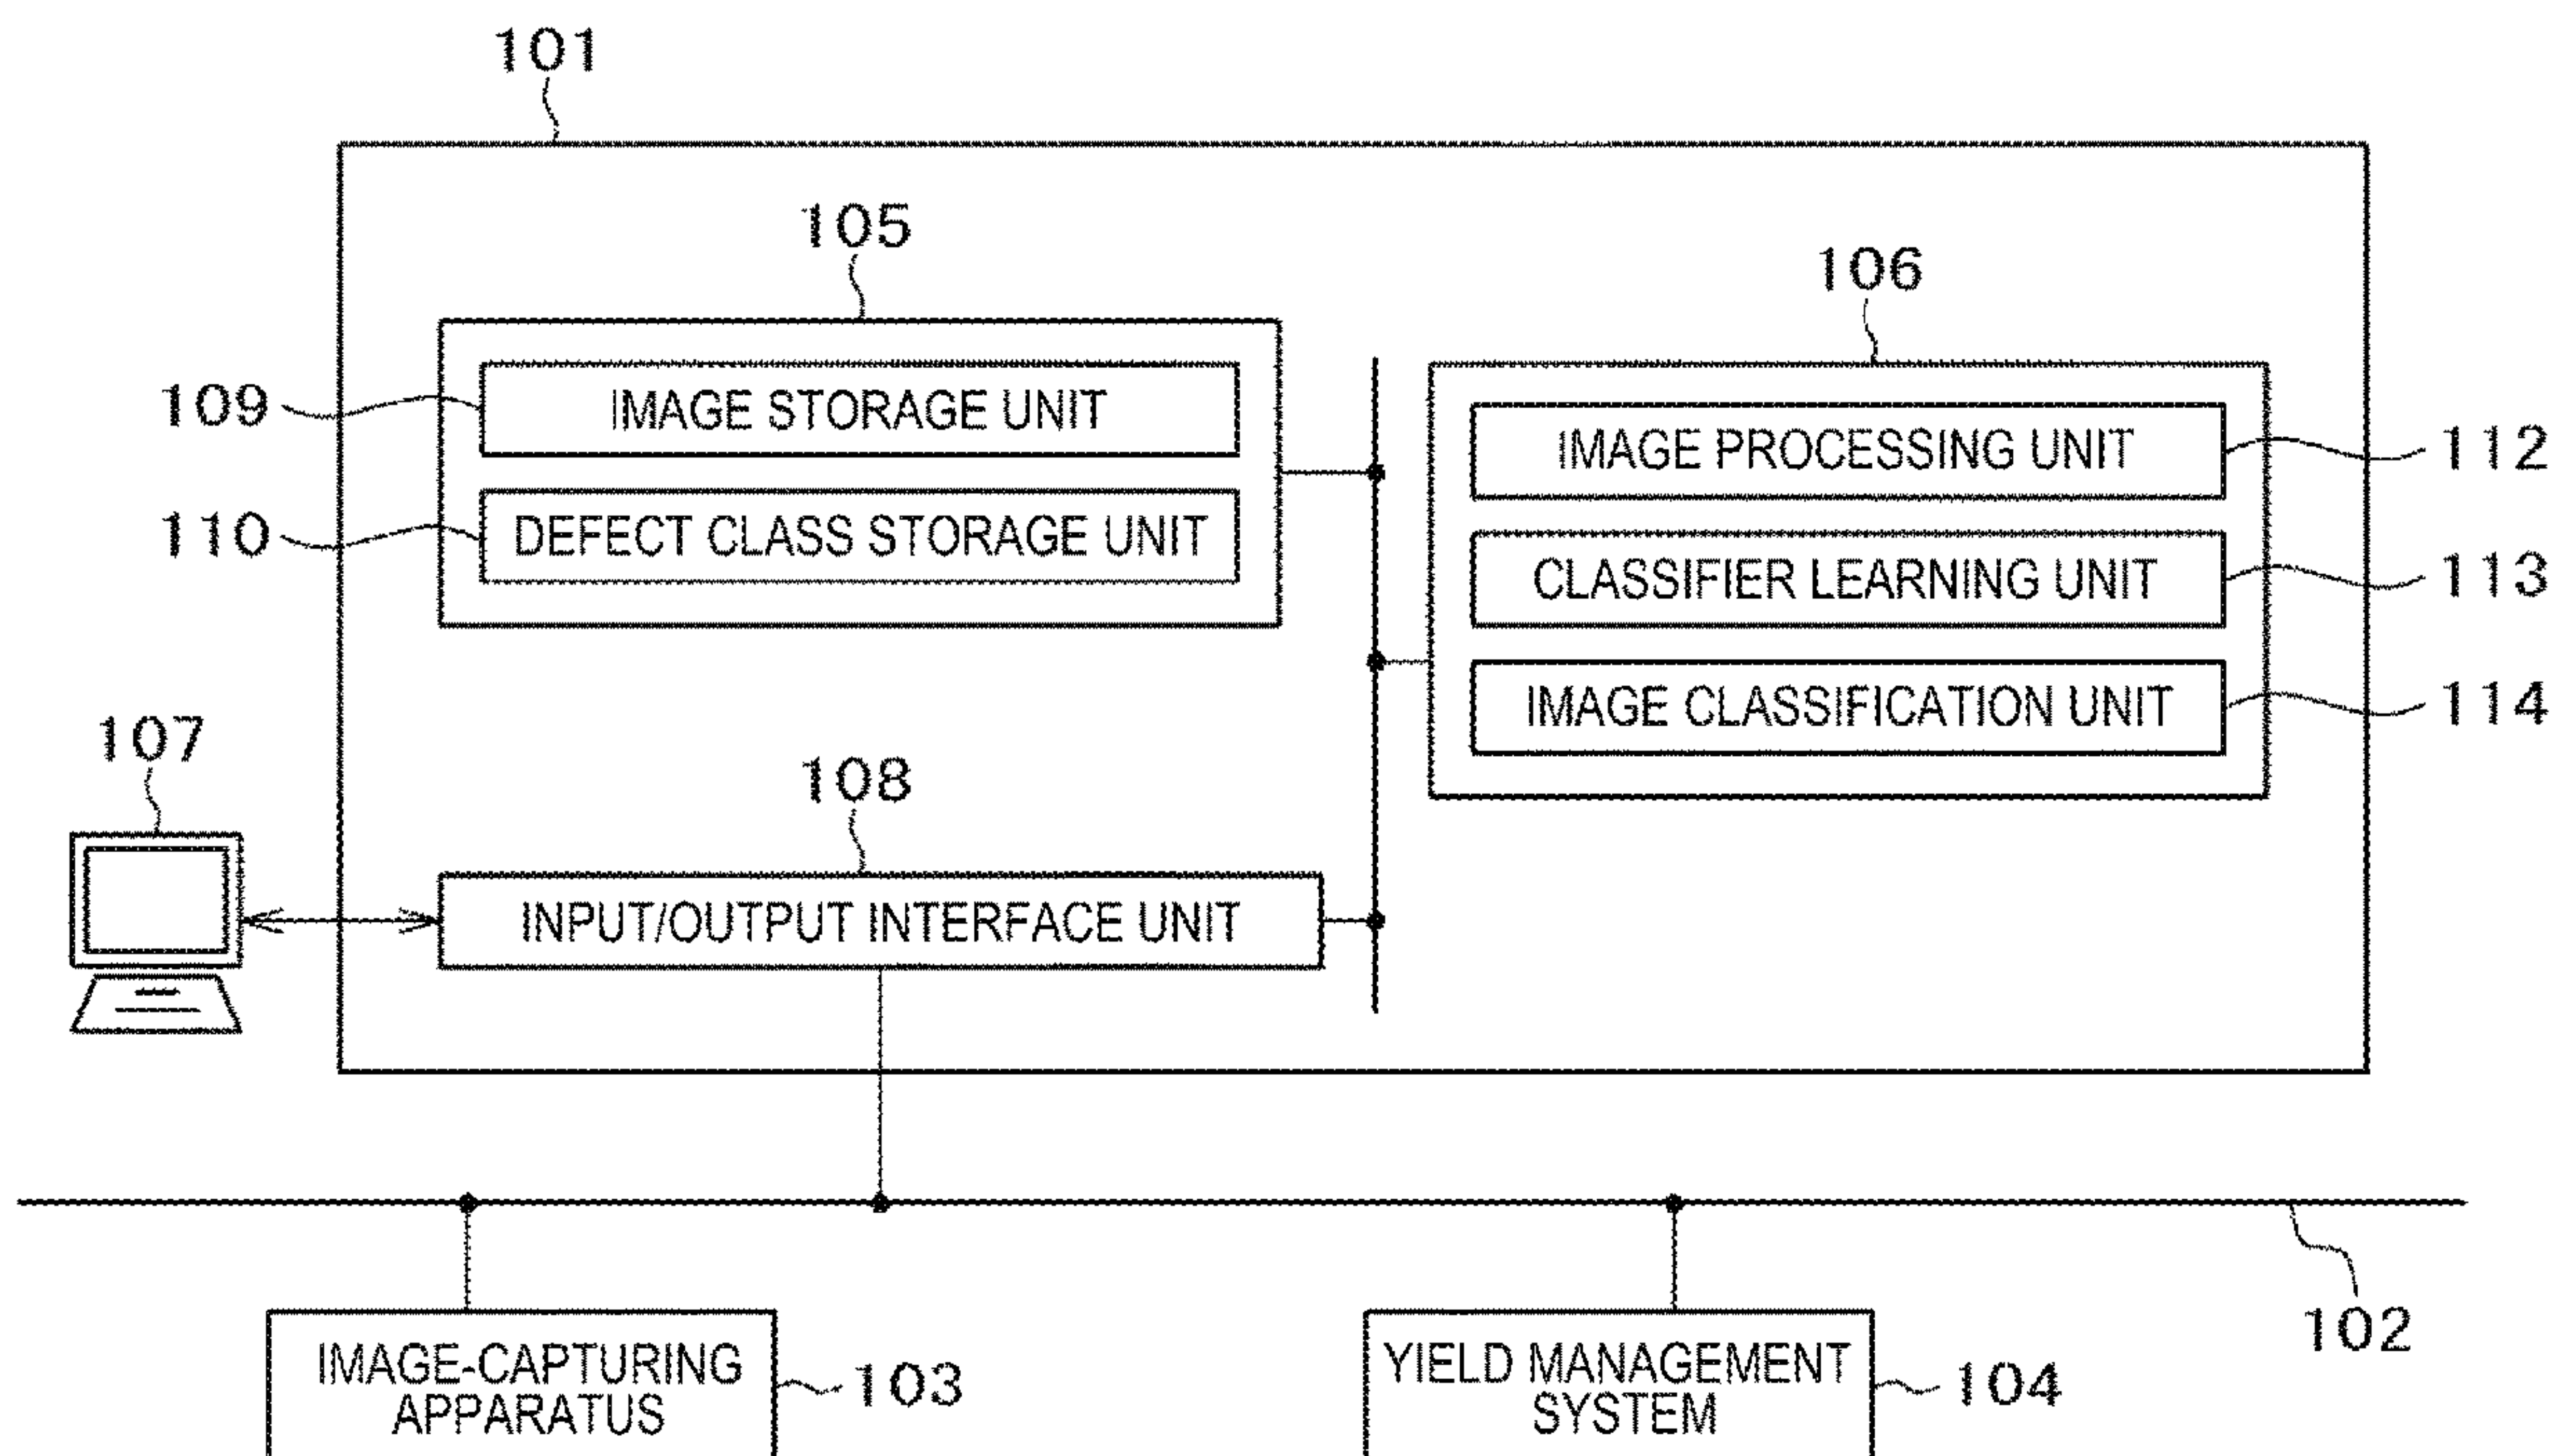 101
105
106
109
IMAGE STORAGE UNIT
IMAGE PROCESSING UNIT
112
110
DEFECT CLASS STORAGE UNIT
CLASSIFIER LEARNING UNIT
113
IMAGE CLASSIFICATION UNIT
114
107
108
INPUT/OUTPUT INTERFACE UNIT
102
IMAGE-CAPTURING
APPARATUS
103
YIELD MANAGEMENT
SYSTEM
104